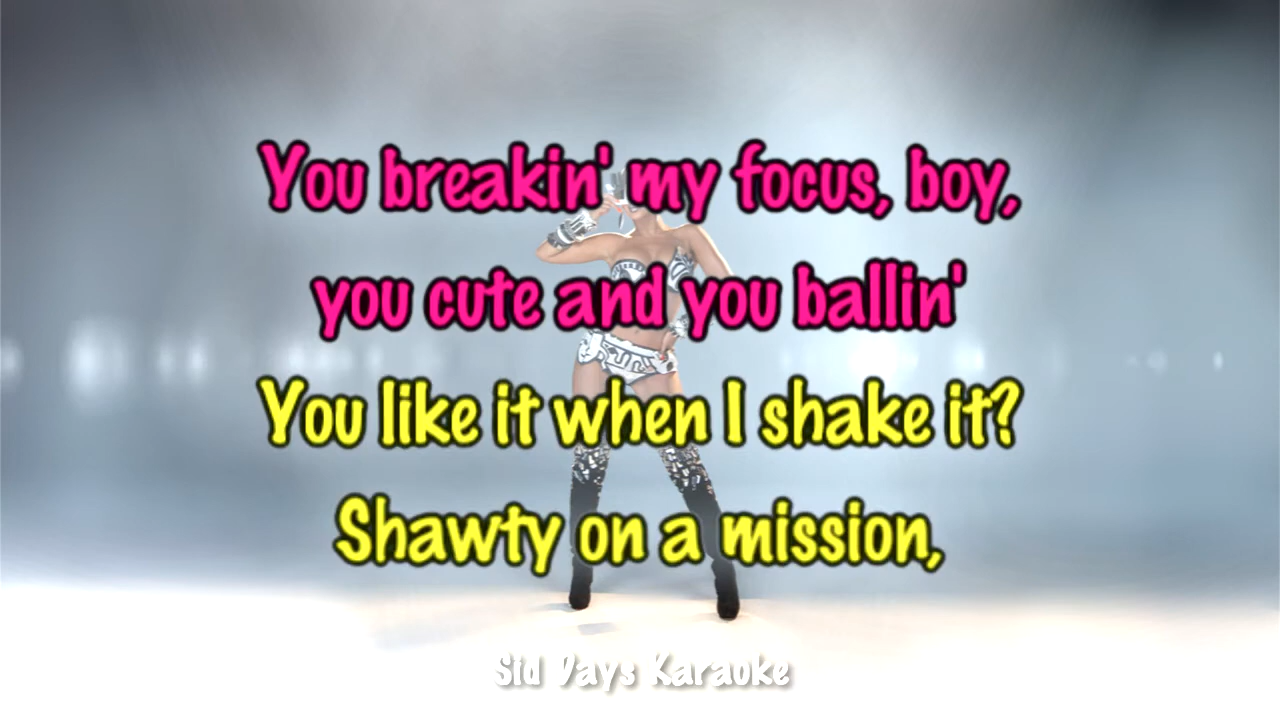 You breakin' my focus, boy,
you cute and you ballin'
You like it when I shake it?
Shawty on a mission,
Sid Days Karaoke